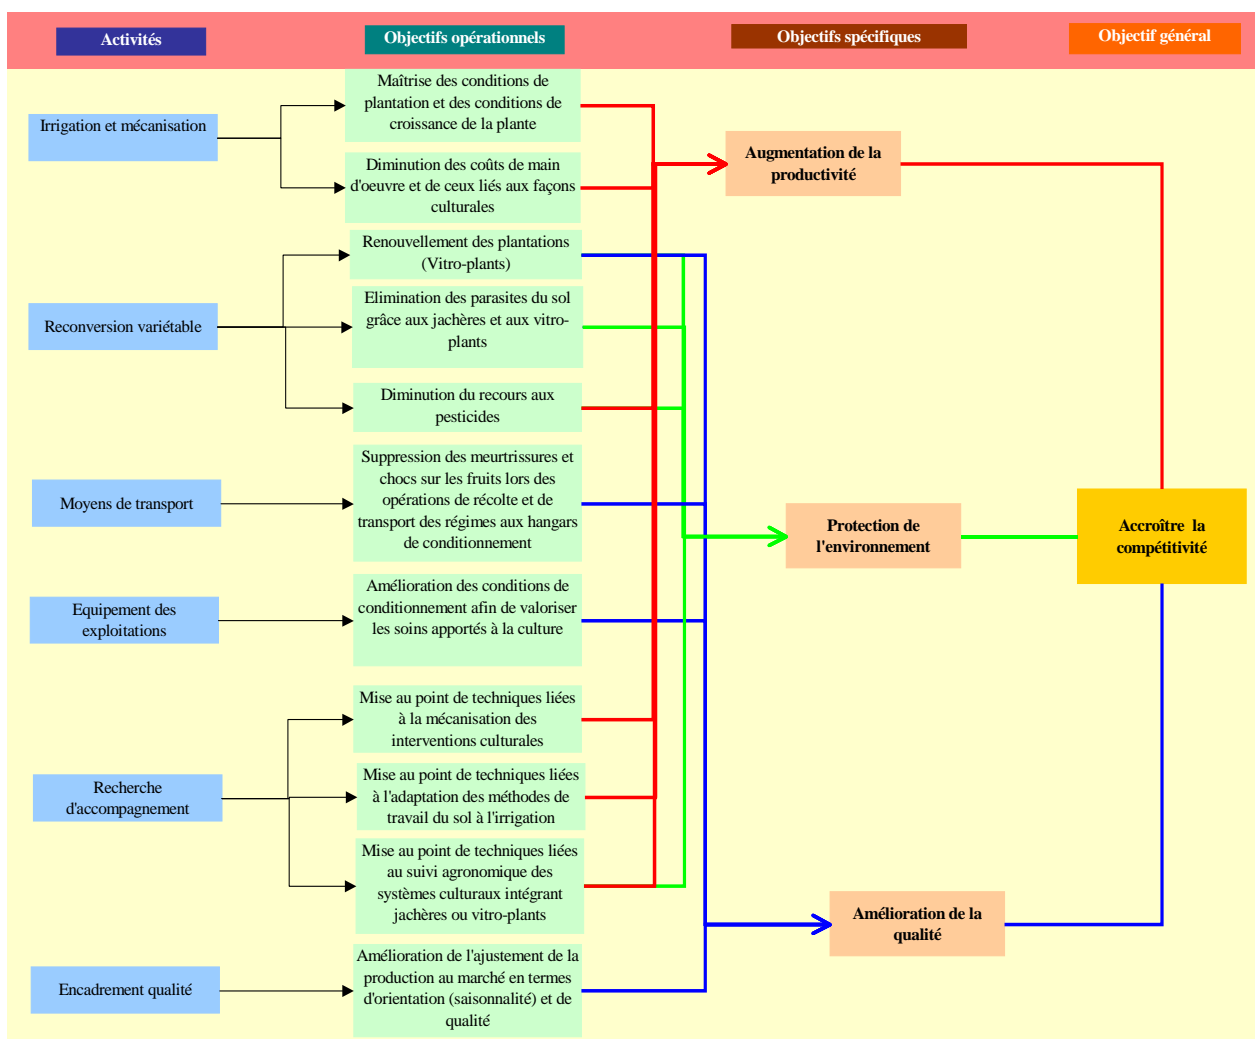 Activités
Objectifs opérationnels
Objectifs spécifiques
Objectif général
Irrigation et mécanisation
Maîtrise des conditions de
plantation et des conditions de
croissance de la plante
Diminution des coûts de main
d'oeuvre et de ceux liés aux façons
culturales
Augmentation de la
productivité
Reconversion variétable
Renouvellement des plantations
(Vitro-plants)
Elimination des parasites du sol
grâce aux jachères et aux vitro-
plants
Diminution du recours aux
pesticides
Moyens de transport
Suppression des meurtrissures et
chocs sur les fruits lors des
opérations de récolte et de
transport des régimes aux hangars
de conditionnement
Protection de
l'environnement
Accroître la
compétitivité
Equipement des
exploitations
Amélioration des conditions de
conditionnement afin de valoriser
les soins apportés à la culture
Recherche
d'accompagnement
Mise au point de techniques liées
à la mécanisation des
interventions culturales
Mise au point de techniques liées
à l'adaptation des méthodes de
travail du sol à l'irrigation
Mise au point de techniques liées
au suivi agronomique des
systèmes culturaux intégrant
jachères ou vitro-plants
Amélioration de la
qualité
Encadrement qualité
Amélioration de l'ajustement de la
production au marché en termes
d'orientation (saisonnalité) et de
qualité